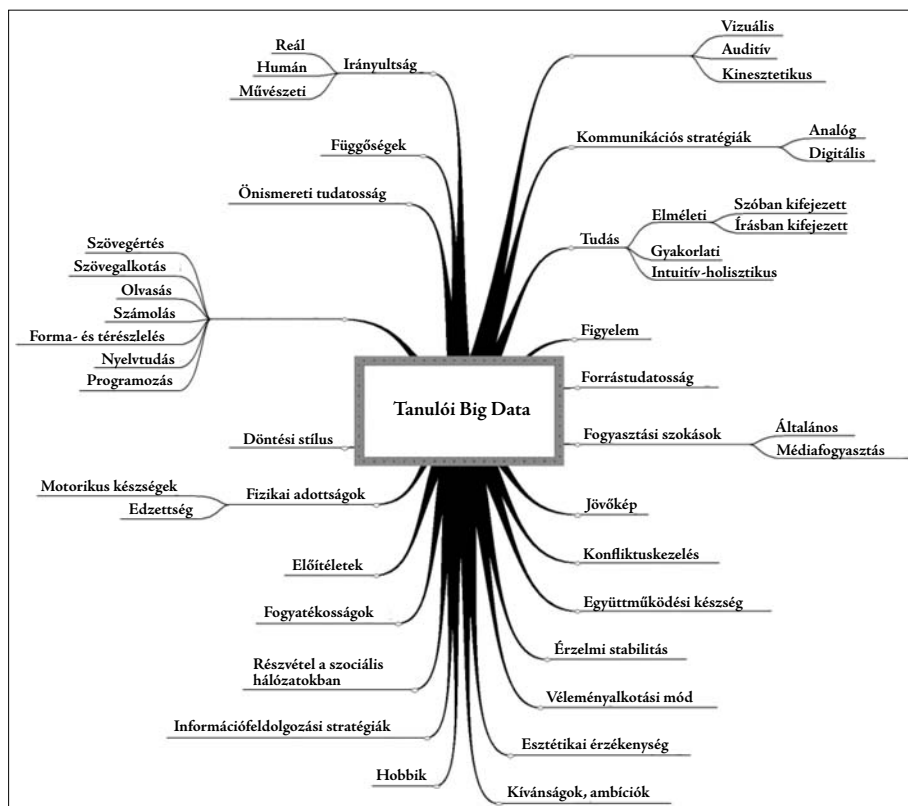 Reál
Humán
Művészeti
Irányultság
Függőségek
Önismereti tudatosság
Szövegértés
Szövegalkotás
Olvasás
Számolás
Forma- és térészlelés
Nyelvtudás
Programozás
Döntési stílus
Motorikus készségek
Edzettség
Fizikai adottságok
Előítéletek
Fogyatékosságok
Részvétel a szociális
hálózatokban
Információfeldolgozási stratégiák
Hobbik
Tanulói Big Data
Vizuális
Auditív
Kinesztetikus
Kommunikációs stratégiák
Analóg
Digitális
Tudás
Elméleti
Szóban kifejezett
Írásban kifejezett
Gyakorlati
Intuitív-holisztikus
Figyelem
Forrástudatosság
Fogyasztási szokások
Általános
Médiafogyasztás
Jövőkép
Konfliktuskezelés
Együttműködési készség
Érzelmi stabilitás
Véleményalkotási mód
Esztétikai érzékenység
Kívánságok, ambíciók